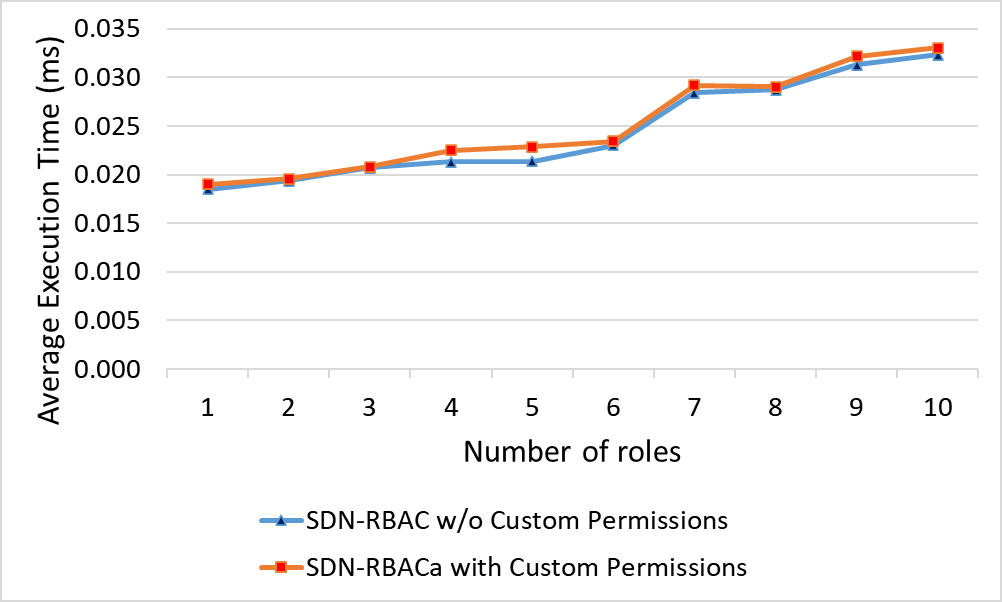 Average Execution Time (ms)
0.035
0.030
0.025
0.020
0.015
0.010
0.005
0.000
1 2 3 4 5 6 7 8 9 10
Number of roles
SDN-RBAC w/o Custom Permissions
SDN-RBACa with Custom Permissions